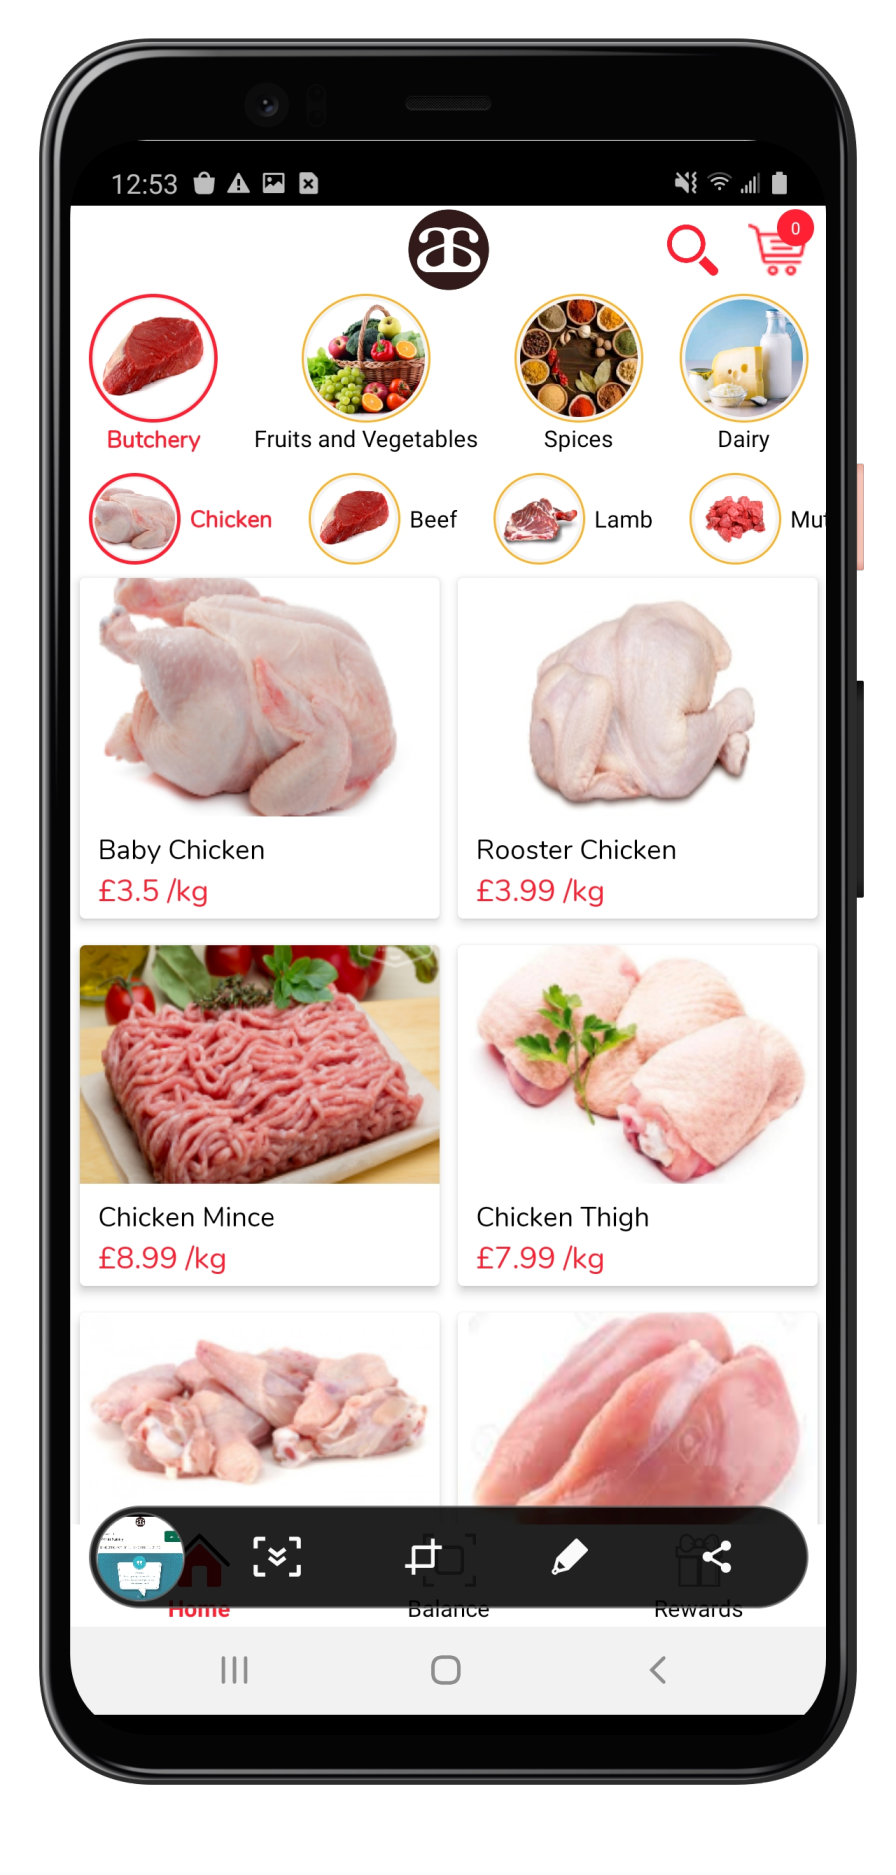 12:53
0
Butchery
Fruits and Vegetables
Spices
Dairy
Chicken
Beef
Lamb
Mut
Baby Chicken
£3.5 /kg
Rooster Chicken
£3.99 /kg
Chicken Mince
£8.99 /kg
Chicken Thigh
£7.99 /kg
Home
Balance
Rewards